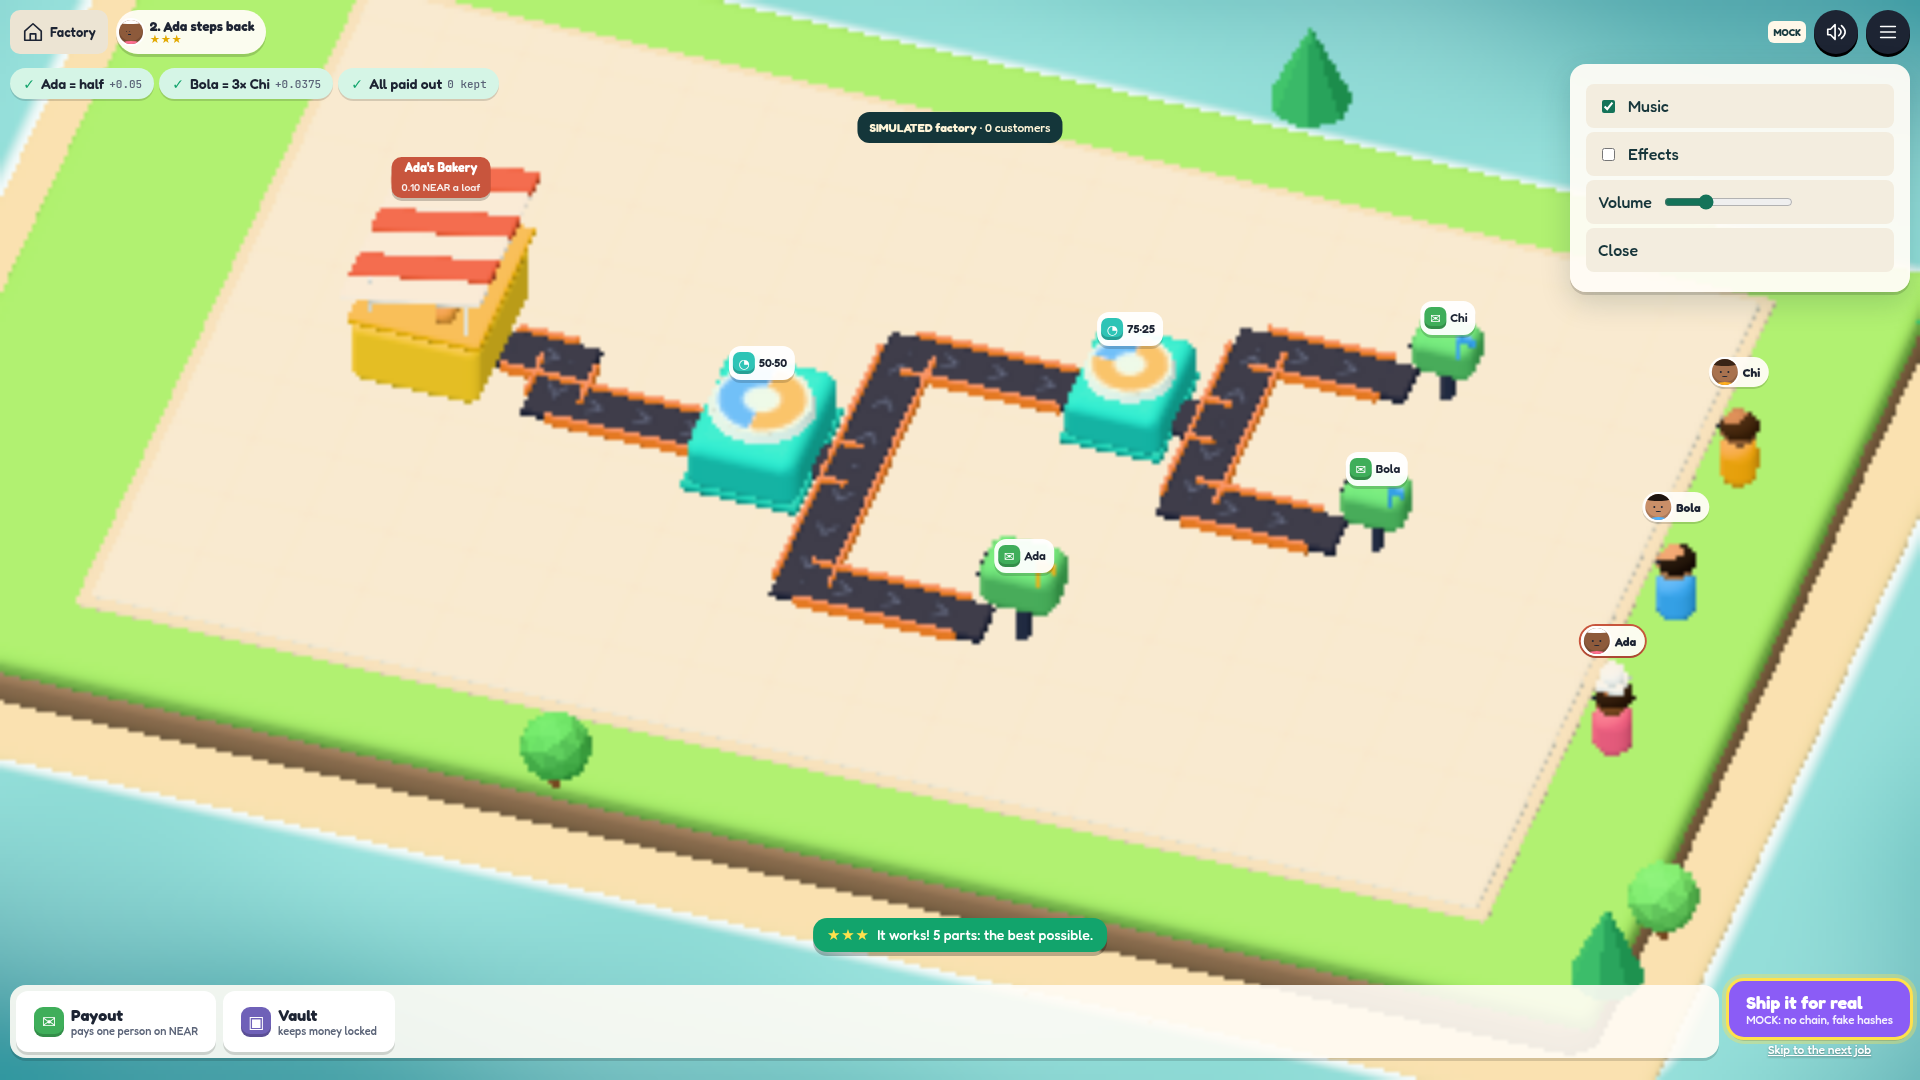 Factory
2. Ada steps back
★★★
MOCK
✓ Ada = half +0.05
✓ Bola = 3x Chi +0.0375
✓ All paid out 0 kept
Music
Effects
Volume
Close
SIMULATED factory · 0 customers
Ada's Bakery
0.10 NEAR a loaf
50·50
75·25
Chi
Bola
Ada
Chi
Bola
Ada
★★★ It works! 5 parts: the best possible.
Payout
pays one person on NEAR
Vault
keeps money locked
Ship it for real
MOCK: no chain, fake hashes
Skip to the next job